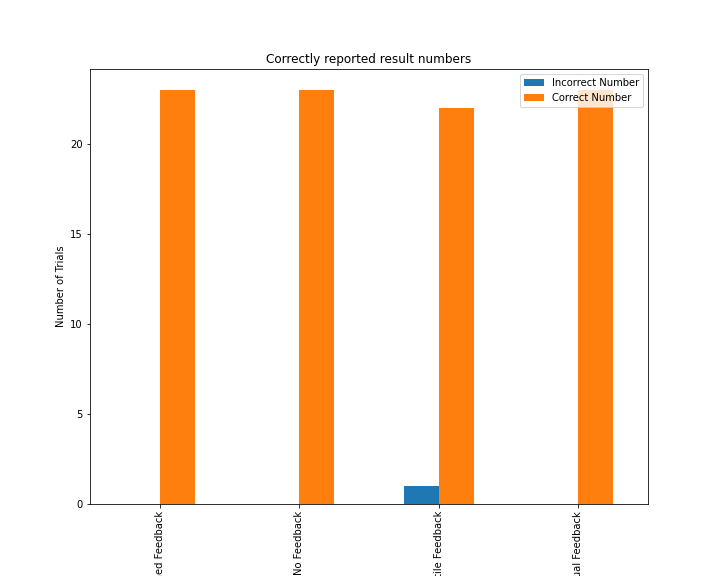 Correctly reported result numbers
Incorrect Number
Correct Number
Number of Trials
20
15
10
5
0
ed Feedback
No Feedback
tile Feedback
ual Feedback